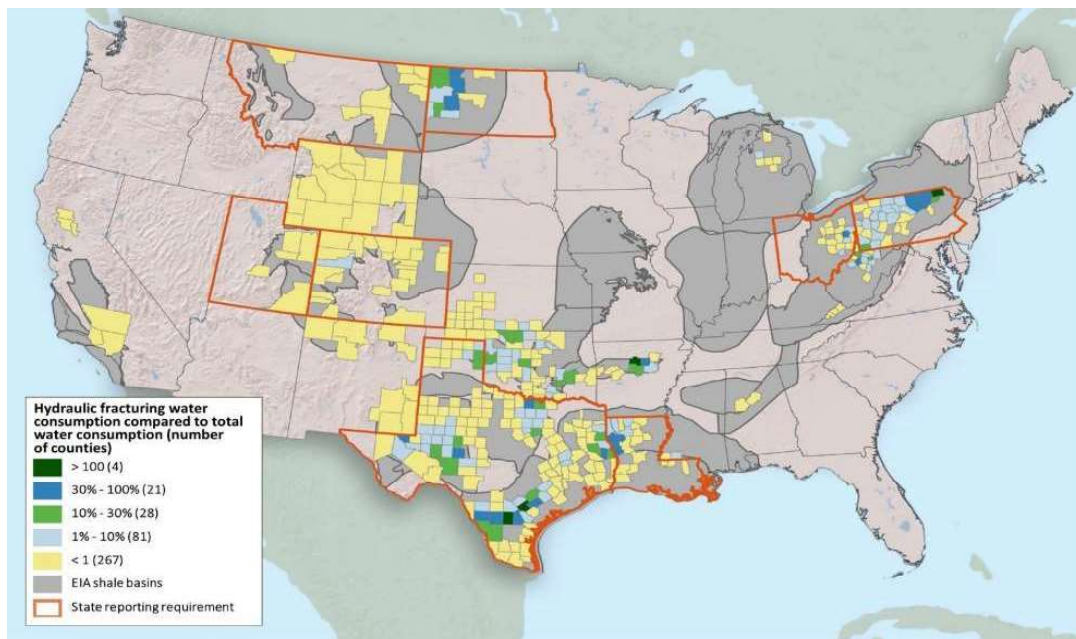 Hydraulic fracturing water
consumption compared to total
water consumption (number
of counties)
> 100 (4)
30% - 100% (21)
10% - 30% (28)
1% - 10% (81)
< 1 (267)
EIA shale basins
State reporting requirement